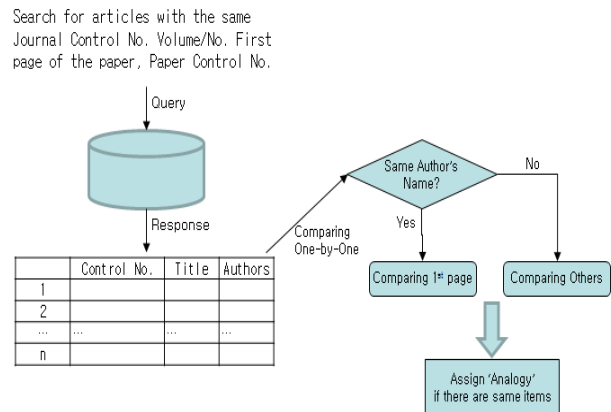 Search for articles with the same
Journal Control No. Volume/No. First
page of the paper, Paper Control No.
Query
Response
Control No. Title Authors
1
2
... ... ... ...
n
Comparing
One-by-One
Same Author's
Name?
No
Yes
Comparing 1st page
Comparing Others
Assign 'Analogy'
if there are same items